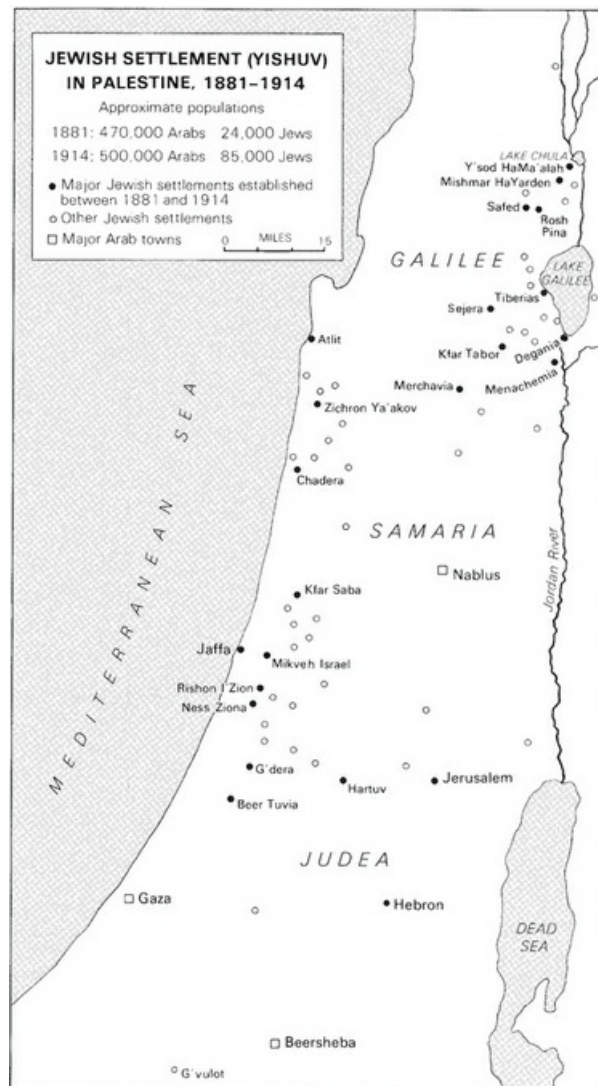 JEWISH SETTLEMENT (YISHUV)
IN PALESTINE, 1881–1914
Approximate populations
1881: 470,000 Arabs 24,000 Jews
1914: 500,000 Arabs 85,000 Jews
Major Jewish settlements established
between 1881 and 1914
Other Jewish settlements
Major Arab towns
0 MILES 15
LAKE CHULA
Y'sod HaMa'alah
Mishmar HaYarden
Safed
Rosh
Pina
GALILEE
LAKE
GALILEE
Tiberias
Sejera
Atlit
Kfar Tabor
Degania
Menachemia
Merchavia
Zichron Ya'akov
Chadera
MEDITERRANEAN SEA
SAMARIA
Jordan River
Nablus
Kfar Saba
Jaffa
Mikveh Israel
Rishon l'Zion
Ness Ziona
G'dera
Hartuv
Jerusalem
Beer Tuvia
JUDEA
Gaza
Hebron
DEAD
SEA
Beersheba
G'vulot